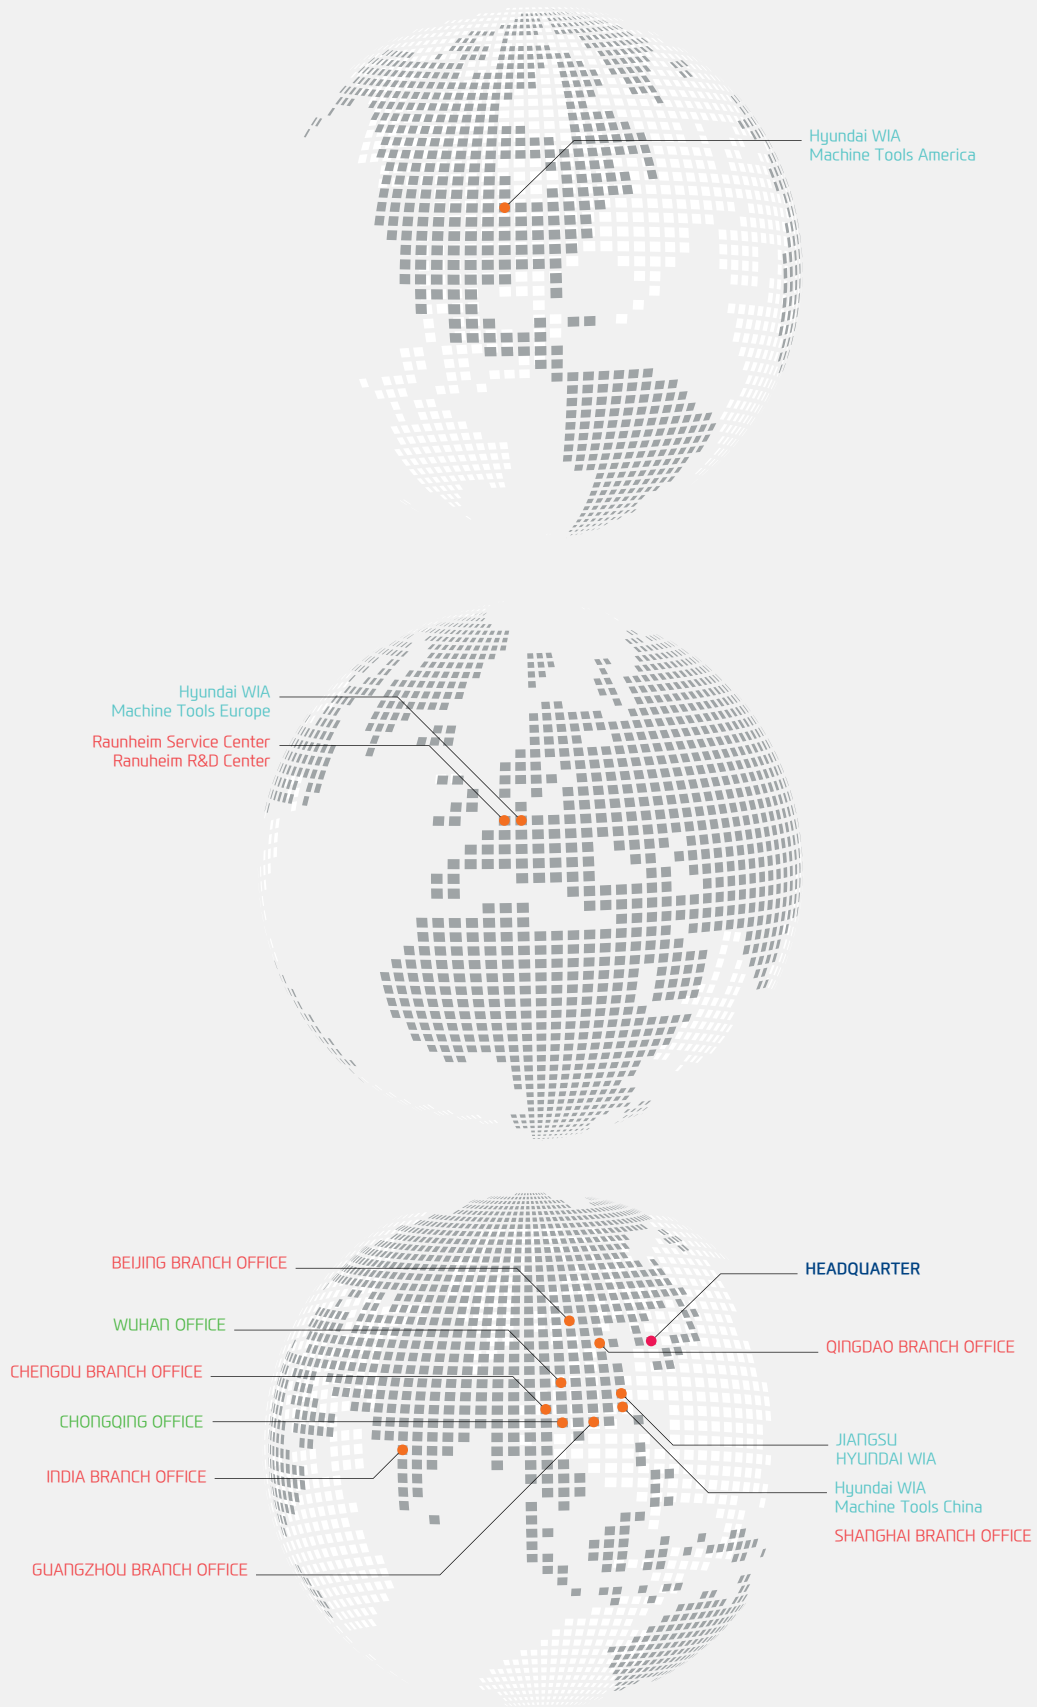 Hyundai WIA
Machine Tools America
Hyundai WIA
Machine Tools Europe
Raunheim Service Center
Ranuheim R&D Center
BEIJING BRANCH OFFICE
HEADQUARTER
WUHAN OFFICE
QINGDAO BRANCH OFFICE
CHENGDU BRANCH OFFICE
CHONGQING OFFICE
JIANGSU
HYUNDAI WIA
INDIA BRANCH OFFICE
Hyundai WIA
Machine Tools China
SHANGHAI BRANCH OFFICE
GUANGZHOU BRANCH OFFICE